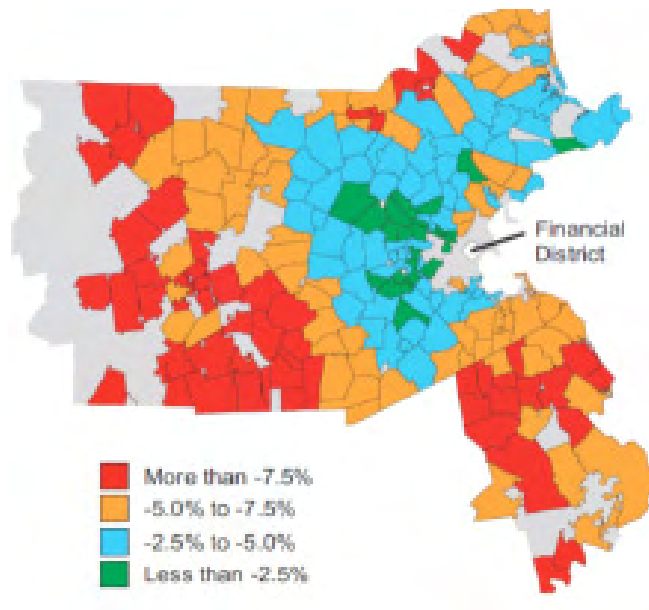 Financial
District
More than -7.5%
-5.0% to -7.5%
-2.5% to -5.0%
Less than -2.5%